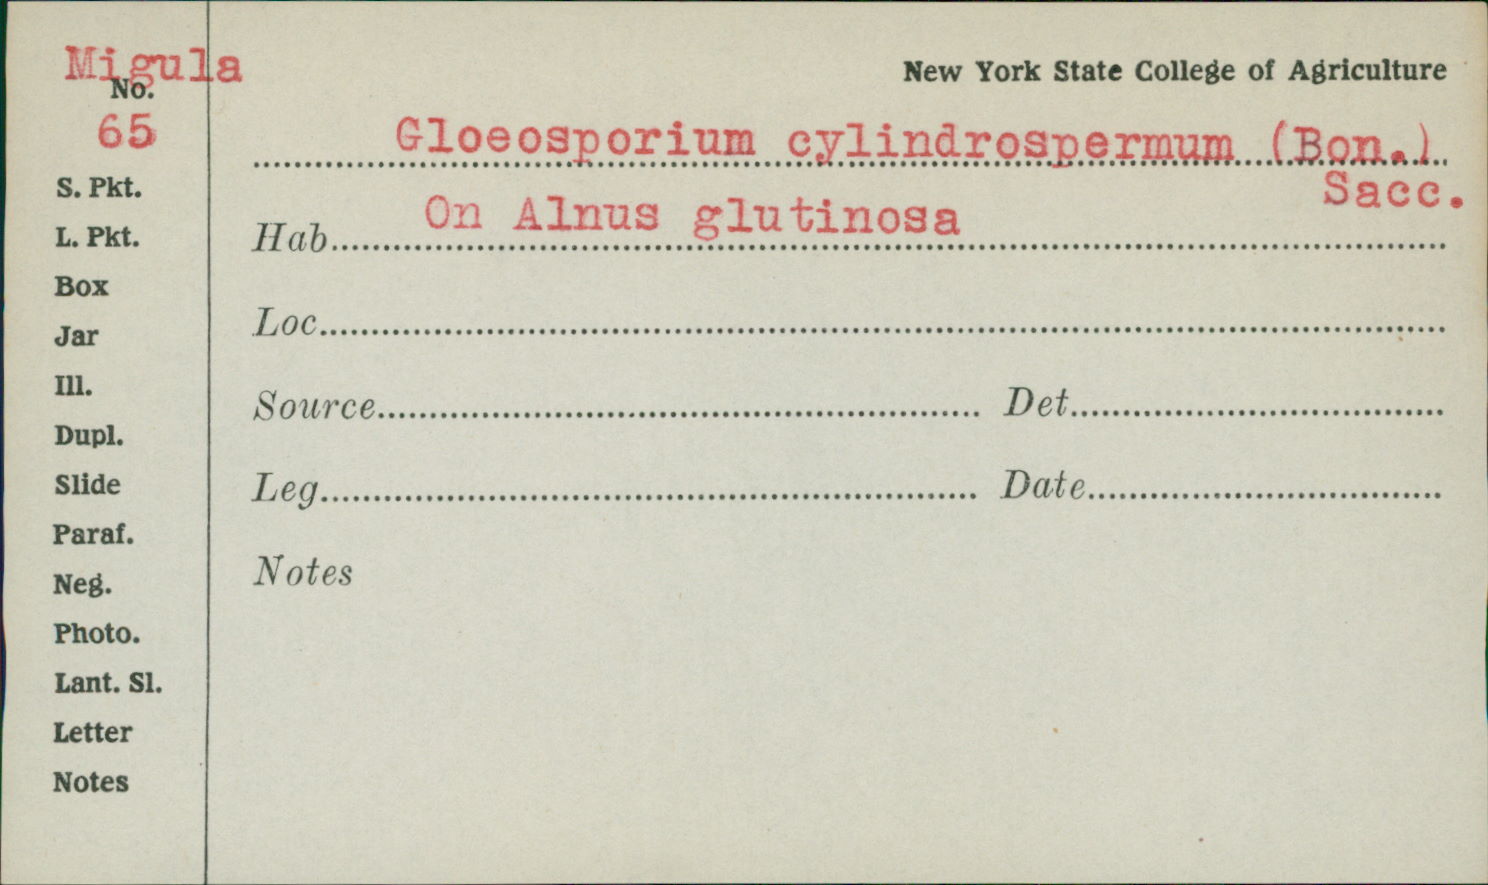 Migula
No.
65
New York State College of Agriculture
Gloeosporium cylindrospermum (Bon.)
Sacc.
S. Pkt.
L. Pkt.
Box
Jar
Ill.
Dupl.
Slide
Paraf.
Neg.
Photo.
Lant. Sl.
Letter
Notes
Hab. On Alnus glutinosa
Loc.
Source. Det.
Leg. Date.
Notes